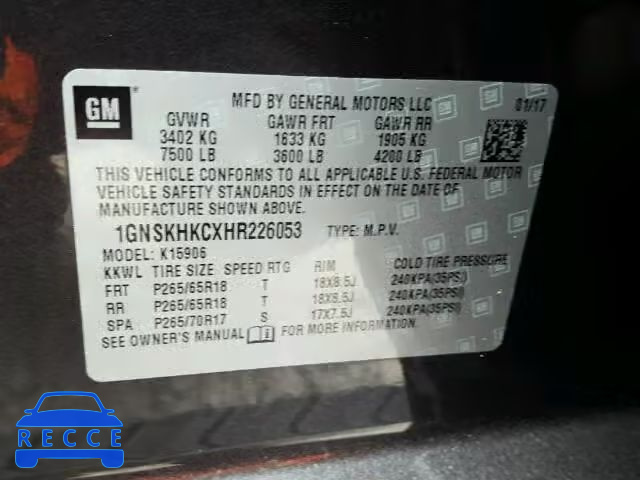 GM
MFD BY GENERAL MOTORS LLC 01/17
GVWR GAWR FRT GAWR RR
3402 KG 1633 KG 1905 KG
7500 LB 3600 LB 4200 LB
THIS VEHICLE CONFORMS TO ALL APPLICABLE U.S. FEDERAL MOTOR
VEHICLE SAFETY STANDARDS IN EFFECT ON THE DATE OF
MANUFACTURE SHOWN ABOVE.
1GNSKHKCXHR226053 TYPE: M.P.V.
MODEL: K15906
KKWL TIRE SIZE SPEED RTG RIM COLD TIRE PRESSURE
FRT P265/65R18 T 18X8.5J 240KPA(35PSI)
RR P265/65R18 T 18X8.5J 240KPA(35PSI)
SPA P265/70R17 S 17X7.5J 240KPA(35PSI)
SEE OWNER'S MANUAL FOR MORE INFORMATION.
RECCE